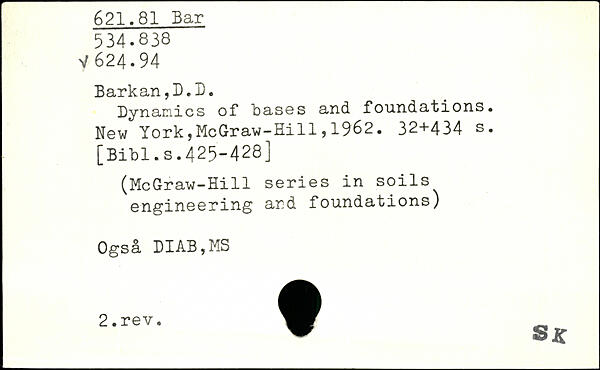 621.81 Bar
534.838
√ 624.94
Barkan,D.D.
Dynamics of bases and foundations.
New York,McGraw-Hill,1962. 32+434 s.
[Bibl.s.425-428]
(McGraw-Hill series in soils
engineering and foundations)
Også DIAB,MS
2.rev.
SK